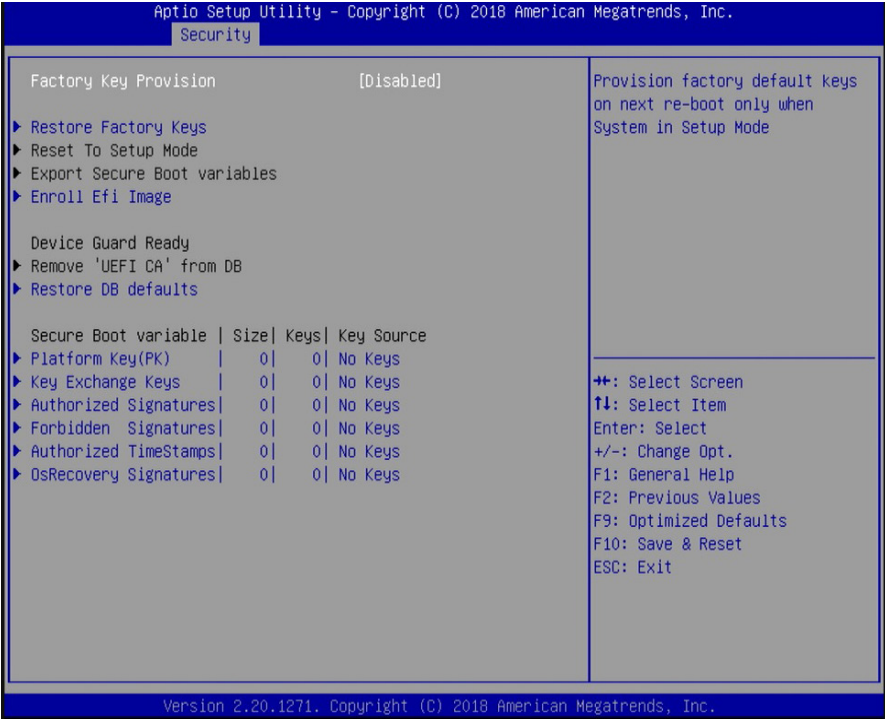 Aptio Setup Utility – Copyright (C) 2018 American Megatrends, Inc.
Security
Factory Key Provision [Disabled]
Restore Factory Keys
Reset To Setup Mode
Export Secure Boot variables
Enroll Efi Image
Device Guard Ready
Remove 'UEFI CA' from DB
Restore DB defaults
Secure Boot variable | Size| Keys| Key Source
Platform Key(PK) | 0| 0| No Keys
Key Exchange Keys | 0| 0| No Keys
Authorized Signatures| 0| 0| No Keys
Forbidden Signatures| 0| 0| No Keys
Authorized TimeStamps| 0| 0| No Keys
OsRecovery Signatures| 0| 0| No Keys
Provision factory default keys
on next re-boot only when
System in Setup Mode
→←: Select Screen
↑↓: Select Item
Enter: Select
+/-: Change Opt.
F1: General Help
F2: Previous Values
F9: Optimized Defaults
F10: Save & Reset
ESC: Exit
Version 2.20.1271. Copyright (C) 2018 American Megatrends, Inc.